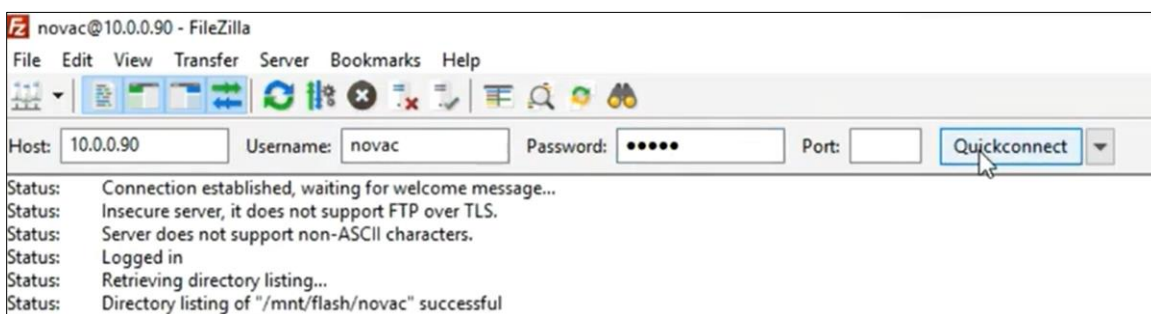 Fz novac@10.0.0.90 - FileZilla
File Edit View Transfer Server Bookmarks Help
Host: 10.0.0.90 Username: novac Password: ●●●●● Port: Quickconnect
Status: Connection established, waiting for welcome message...
Status: Insecure server, it does not support FTP over TLS.
Status: Server does not support non-ASCII characters.
Status: Logged in
Status: Retrieving directory listing...
Status: Directory listing of "/mnt/flash/novac" successful